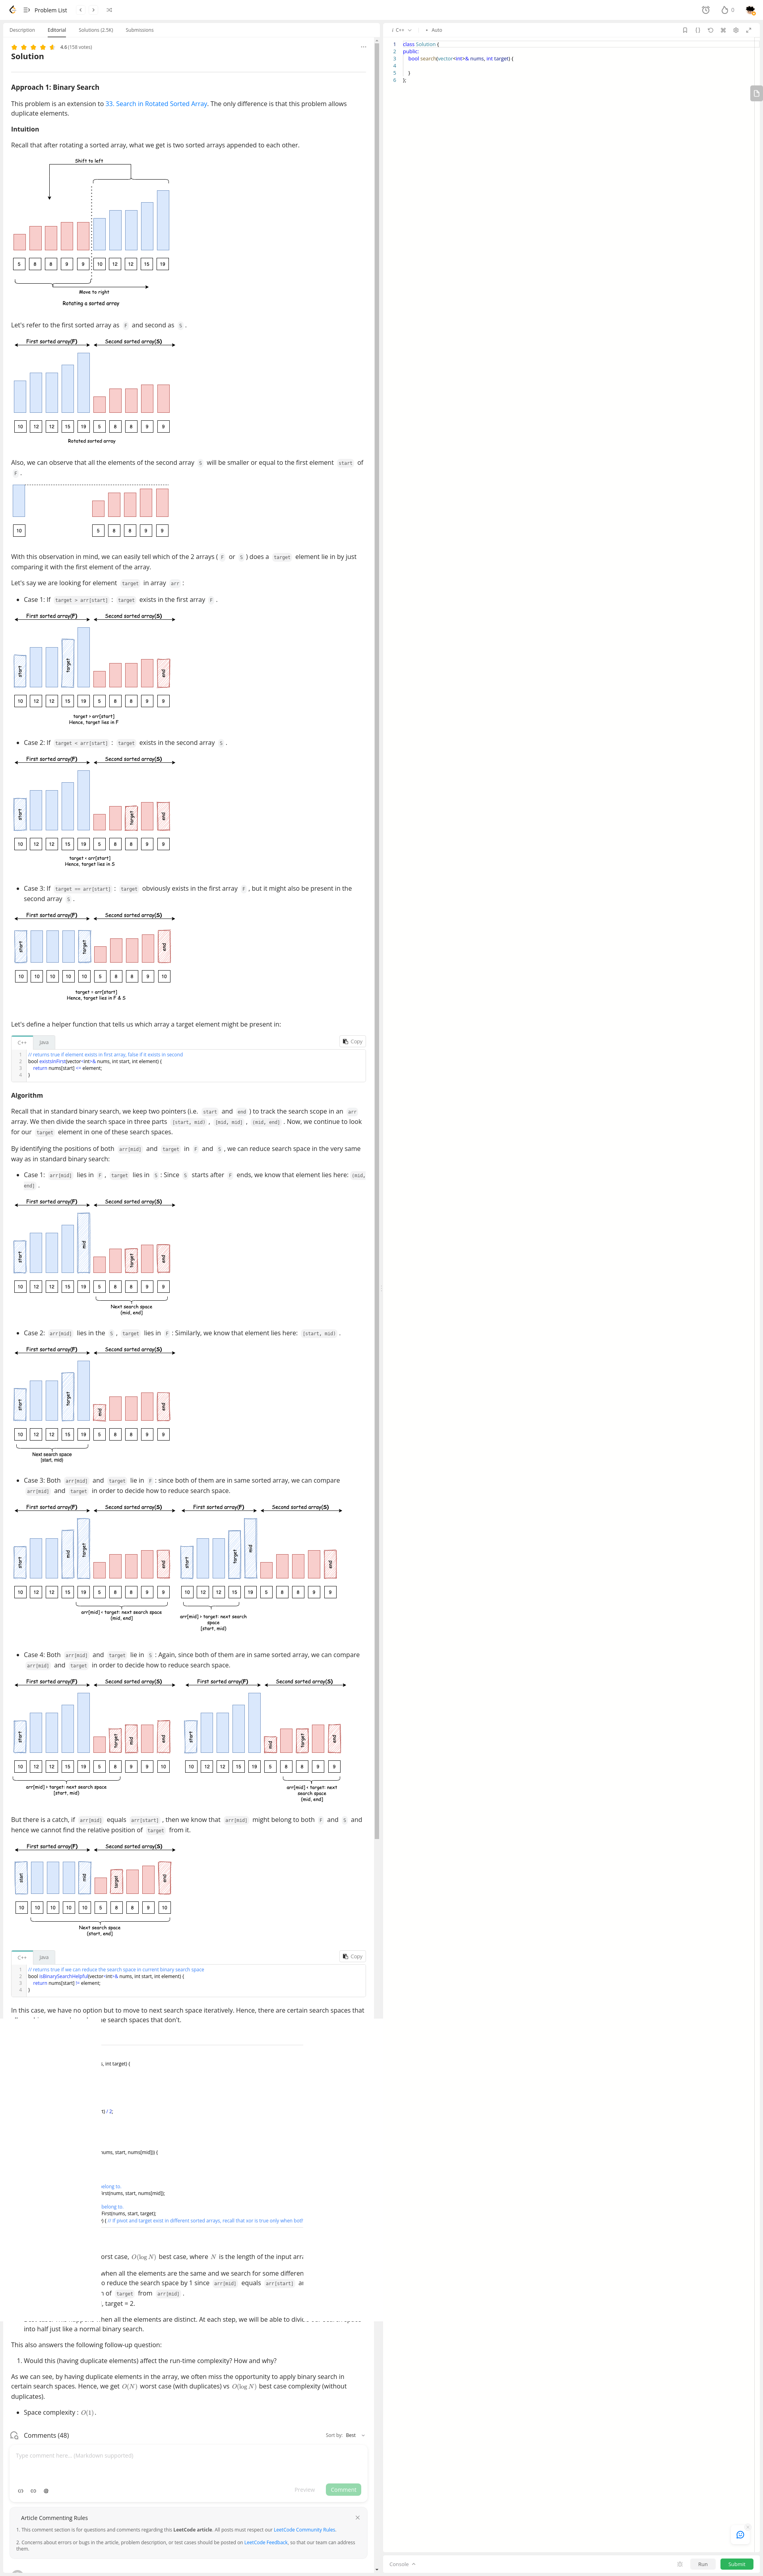 Problem List
0
Description
Editorial
Solutions (2.5K)
Submissions
4.6 (158 votes)
Solution
Approach 1: Binary Search
This problem is an extension to 33. Search in Rotated Sorted Array. The only difference is that this problem allows
duplicate elements.
Intuition
Recall that after rotating a sorted array, what we get is two sorted arrays appended to each other.
Shift to left
5 8 8 9 9 10 12 12 15 19
Move to right
Rotating a sorted array
Let's refer to the first sorted array as F and second as S .
First sorted array(F) Second sorted array(S)
10 12 12 15 19 5 8 8 9 9
Rotated sorted array
Also, we can observe that all the elements of the second array S will be smaller or equal to the first element start of
F .
10 5 8 8 9 9
With this observation in mind, we can easily tell which of the 2 arrays ( F or S ) does a target element lie in by just
comparing it with the first element of the array.
Let's say we are looking for element target in array arr :
Case 1: If target > arr[start] : target exists in the first array F .
First sorted array(F) Second sorted array(S)
start target end
10 12 12 15 19 5 8 8 9 9
target > arr[start]
Hence, target lies in F
Case 2: If target < arr[start] : target exists in the second array S .
First sorted array(F) Second sorted array(S)
start target end
10 12 12 15 19 5 8 8 9 9
target < arr[start]
Hence, target lies in S
Case 3: If target == arr[start] : target obviously exists in the first array F , but it might also be present in the
second array S .
First sorted array(F) Second sorted array(S)
start target end
10 10 10 10 10 5 8 8 9 10
target = arr[start]
Hence, target lies in F & S
Let's define a helper function that tells us which array a target element might be present in:
C++ Java Copy
1 // returns true if element exists in first array, false if it exists in second
2 bool existsInFirst(vector<int>& nums, int start, int element) {
3 return nums[start] <= element;
4 }
Algorithm
Recall that in standard binary search, we keep two pointers (i.e. start and end ) to track the search scope in an arr
array. We then divide the search space in three parts [start, mid) , [mid, mid] , (mid, end] . Now, we continue to look
for our target element in one of these search spaces.
By identifying the positions of both arr[mid] and target in F and S , we can reduce search space in the very same
way as in standard binary search:
Case 1: arr[mid] lies in F , target lies in S : Since S starts after F ends, we know that element lies here: (mid,
end] .
First sorted array(F) Second sorted array(S)
start mid target end
10 12 12 15 19 5 8 8 9 9
Next search space
(mid, end]
Case 2: arr[mid] lies in the S , target lies in F : Similarly, we know that element lies here: [start, mid) .
First sorted array(F) Second sorted array(S)
start target mid end
10 12 12 15 19 5 8 8 9 9
Next search space
[start, mid)
Case 3: Both arr[mid] and target lie in F : since both of them are in same sorted array, we can compare
arr[mid] and target in order to decide how to reduce search space.
First sorted array(F) Second sorted array(S) First sorted array(F) Second sorted array(S)
start mid target end start target mid end
10 12 12 15 19 5 8 8 9 9 10 12 12 15 19 5 8 8 9 9
arr[mid] < target: next search space
(mid, end]
arr[mid] > target: next search
space
[start, mid)
Case 4: Both arr[mid] and target lie in S : Again, since both of them are in same sorted array, we can compare
arr[mid] and target in order to decide how to reduce search space.
First sorted array(F) Second sorted array(S) First sorted array(F) Second sorted array(S)
start target mid end start mid target end
10 12 12 15 19 5 8 8 9 9 10 10 12 12 15 19 5 8 8 9 9
arr[mid] > target: next search space
[start, mid)
arr[mid] < target: next
search space
(mid, end]
But there is a catch, if arr[mid] equals arr[start] , then we know that arr[mid] might belong to both F and S and
hence we cannot find the relative position of target from it.
First sorted array(F) Second sorted array(S)
start mid target end
10 10 10 10 10 5 8 8 9 10
Next search space
(start, end]
C++ Java Copy
1 // returns true if we can reduce the search space in current binary search space
2 bool isBinarySearchHelpful(vector<int>& nums, int start, int element) {
3 return nums[start] != element;
4 }
In this case, we have no option but to move to next search space iteratively. Hence, there are certain search spaces that
search spaces that don't.
, int target) {
) / 2;
nums, start, nums[mid])) {
elong to.
First(nums, start, nums[mid]);
belong to.
First(nums, start, target);
) { // If pivot and target exist in different sorted arrays, recall that xor is true only when
orst case, O(log N) best case, where N is the length of the input
when all the elements are the same and we search for some
o reduce the search space by 1 since arr[mid] equals arr[start]
of target from arr[mid] .
, target = 2.
hen all the elements are distinct. At each step, we will be able to
into half just like a normal binary search.
This also answers the following follow-up question:
1. Would this (having duplicate elements) affect the run-time complexity? How and why?
As we can see, by having duplicate elements in the array, we often miss the opportunity to apply binary search in
certain search spaces. Hence, we get O(N) worst case (with duplicates) vs O(log N) best case complexity (without
duplicates).
Space complexity : O(1).
Comments (48)
Sort by: Best
Type comment here... (Markdown supported)
Preview
Comment
Article Commenting Rules
1. This comment section is for questions and comments regarding this LeetCode article. All posts must respect our LeetCode Community Rules.
2. Concerns about errors or bugs in the article, problem description, or test cases should be posted on LeetCode Feedback, so that our team can address
them.
C++
Auto
1 class Solution {
2 public:
3 bool search(vector<int>& nums, int target) {
4
5 }
6 };
Console
Run
Submit